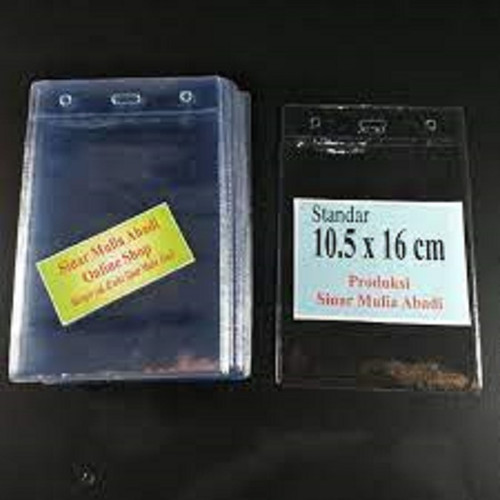 Sinar Mulia Abadi
Online Shop
Standar
10.5 x 16 cm
Produksi
Sinar Mulia Abadi